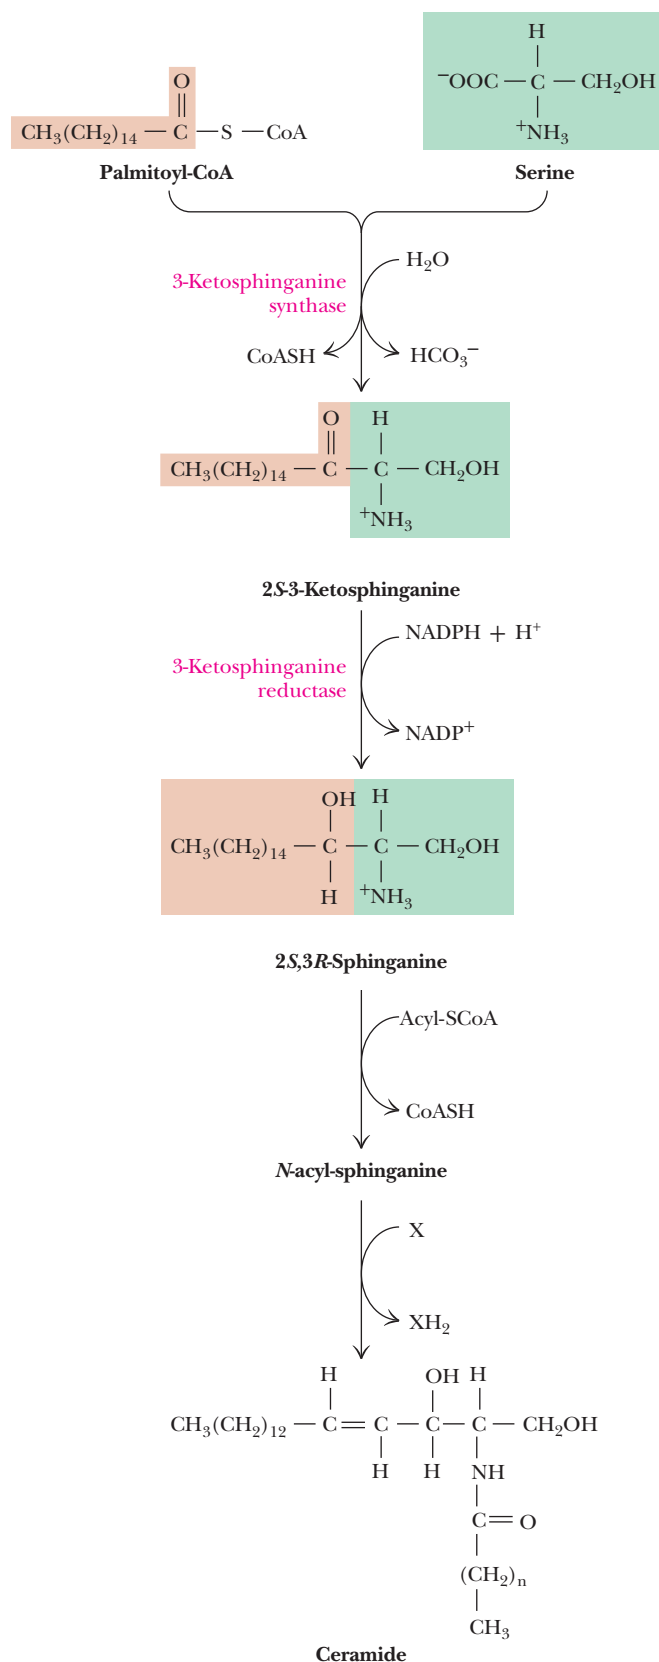 O
CH₃(CH₂)₁₄ — C — S — CoA
Palmitoyl-CoA
H
⁻OOC — C — CH₂OH
⁺NH₃
Serine
3-Ketosphinganine
synthase
H₂O
CoASH
HCO₃⁻
O H
CH₃(CH₂)₁₄ — C — C — CH₂OH
⁺NH₃
2S-3-Ketosphinganine
NADPH + H⁺
3-Ketosphinganine
reductase
NADP⁺
OH H
CH₃(CH₂)₁₄ — C — C — CH₂OH
H ⁺NH₃
2S,3R-Sphinganine
Acyl-SCoA
CoASH
N-acyl-sphinganine
X
XH₂
H OH H
CH₃(CH₂)₁₂ — C = C — C — C — CH₂OH
H H NH
C = O
(CH₂)ₙ
CH₃
Ceramide